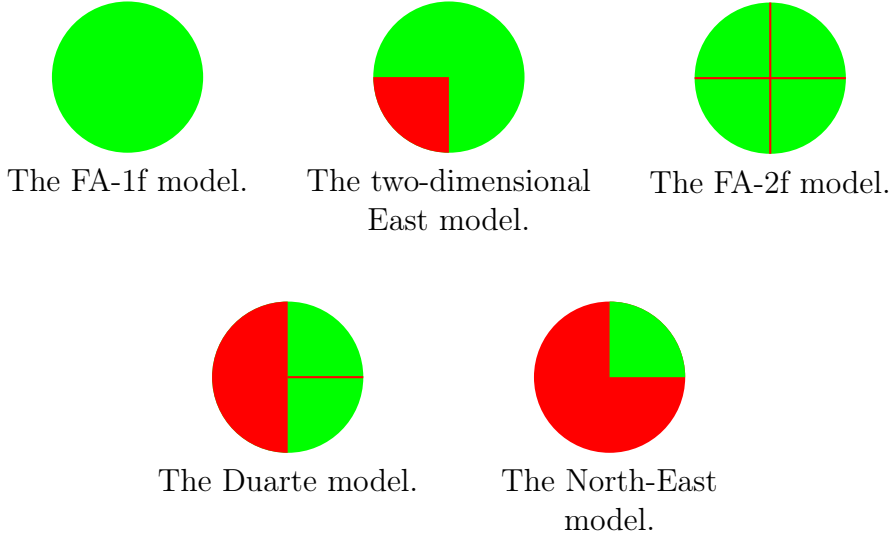 The FA-1f model.
The two-dimensional
East model.
The FA-2f model.
The Duarte model.
The North-East
model.